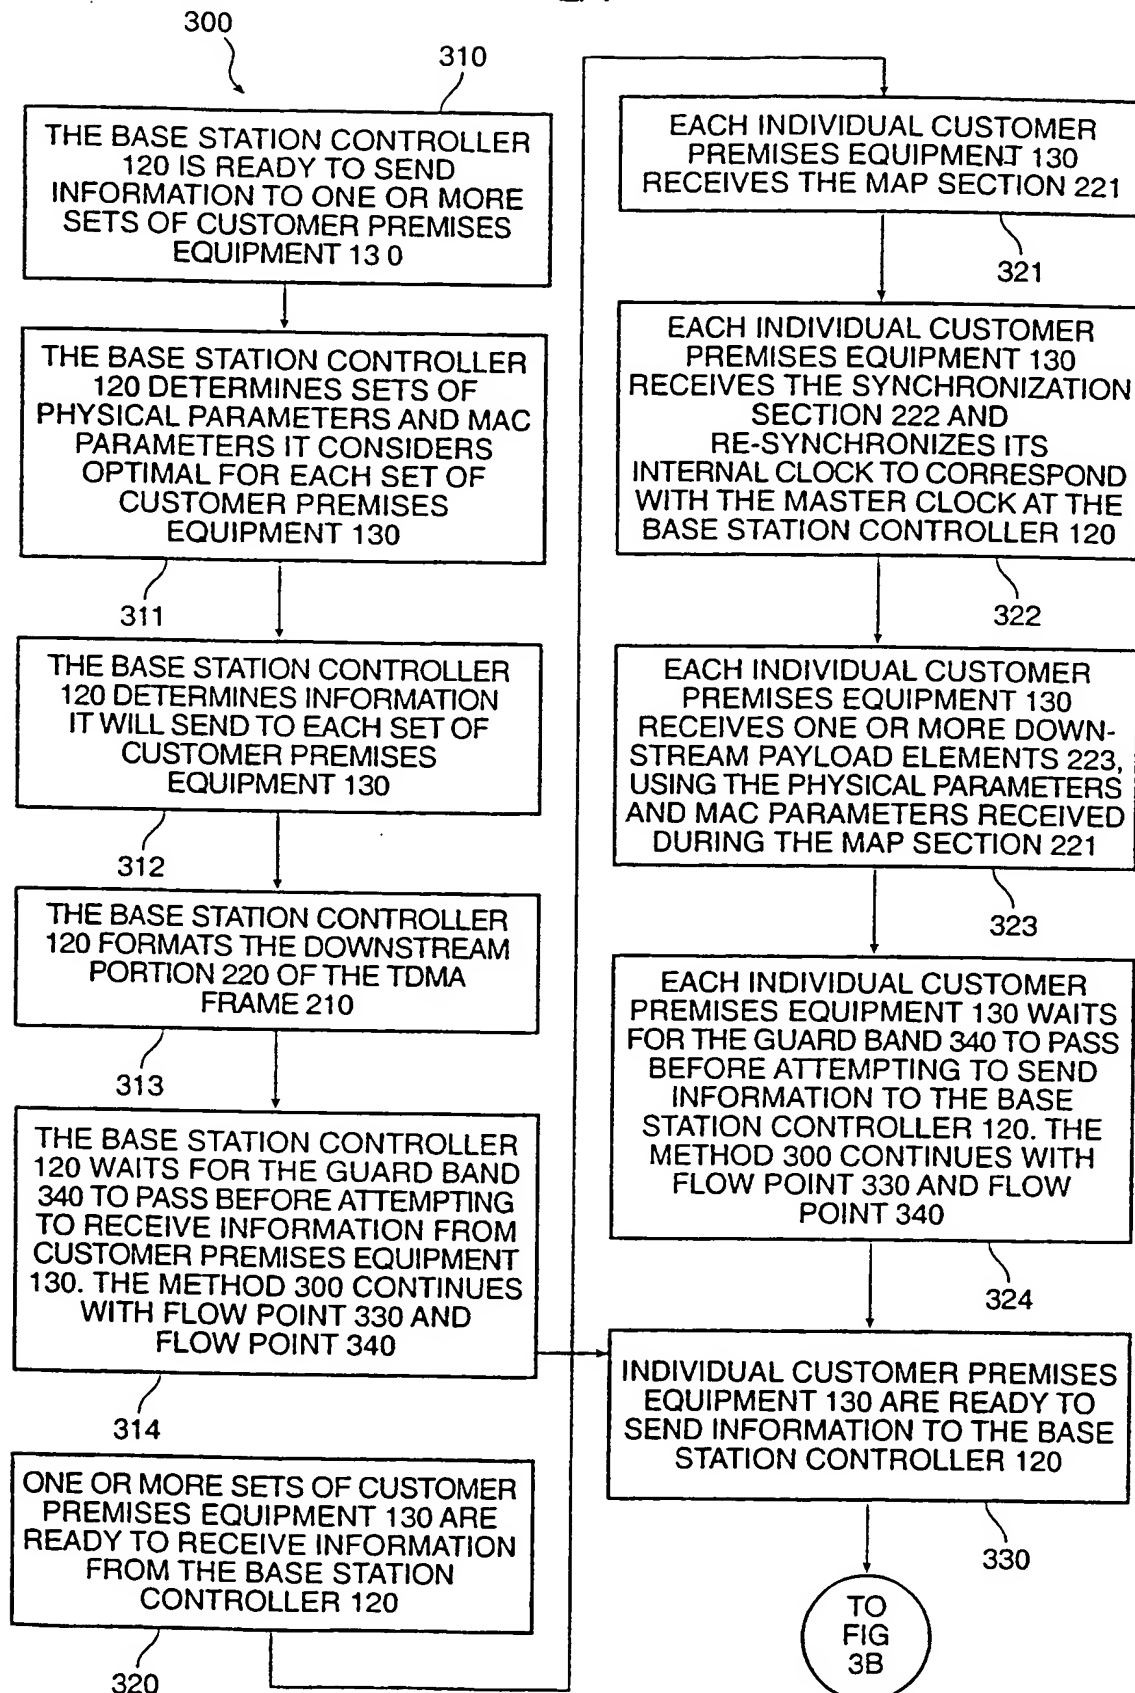 300
310
THE BASE STATION CONTROLLER
120 IS READY TO SEND
INFORMATION TO ONE OR MORE
SETS OF CUSTOMER PREMISES
EQUIPMENT 13 0
THE BASE STATION CONTROLLER
120 DETERMINES SETS OF
PHYSICAL PARAMETERS AND MAC
PARAMETERS IT CONSIDERS
OPTIMAL FOR EACH SET OF
CUSTOMER PREMISES
EQUIPMENT 130
311
THE BASE STATION CONTROLLER
120 DETERMINES INFORMATION
IT WILL SEND TO EACH SET OF
CUSTOMER PREMISES
EQUIPMENT 130
312
THE BASE STATION CONTROLLER
120 FORMATS THE DOWNSTREAM
PORTION 220 OF THE TDMA
FRAME 210
313
THE BASE STATION CONTROLLER
120 WAITS FOR THE GUARD BAND
340 TO PASS BEFORE ATTEMPTING
TO RECEIVE INFORMATION FROM
CUSTOMER PREMISES EQUIPMENT
130. THE METHOD 300 CONTINUES
WITH FLOW POINT 330 AND
FLOW POINT 340
314
ONE OR MORE SETS OF CUSTOMER
PREMISES EQUIPMENT 130 ARE
READY TO RECEIVE INFORMATION
FROM THE BASE STATION
CONTROLLER 120
320
EACH INDIVIDUAL CUSTOMER
PREMISES EQUIPMENT 130
RECEIVES THE MAP SECTION 221
321
EACH INDIVIDUAL CUSTOMER
PREMISES EQUIPMENT 130
RECEIVES THE SYNCHRONIZATION
SECTION 222 AND
RE-SYNCHRONIZES ITS
INTERNAL CLOCK TO CORRESPOND
WITH THE MASTER CLOCK AT THE
BASE STATION CONTROLLER 120
322
EACH INDIVIDUAL CUSTOMER
PREMISES EQUIPMENT 130
RECEIVES ONE OR MORE DOWN-
STREAM PAYLOAD ELEMENTS 223,
USING THE PHYSICAL PARAMETERS
AND MAC PARAMETERS RECEIVED
DURING THE MAP SECTION 221
323
EACH INDIVIDUAL CUSTOMER
PREMISES EQUIPMENT 130 WAITS
FOR THE GUARD BAND 340 TO PASS
BEFORE ATTEMPTING TO SEND
INFORMATION TO THE BASE
STATION CONTROLLER 120. THE
METHOD 300 CONTINUES WITH
FLOW POINT 330 AND FLOW
POINT 340
324
INDIVIDUAL CUSTOMER PREMISES
EQUIPMENT 130 ARE READY TO
SEND INFORMATION TO THE BASE
STATION CONTROLLER 120
330
TO
FIG
3B